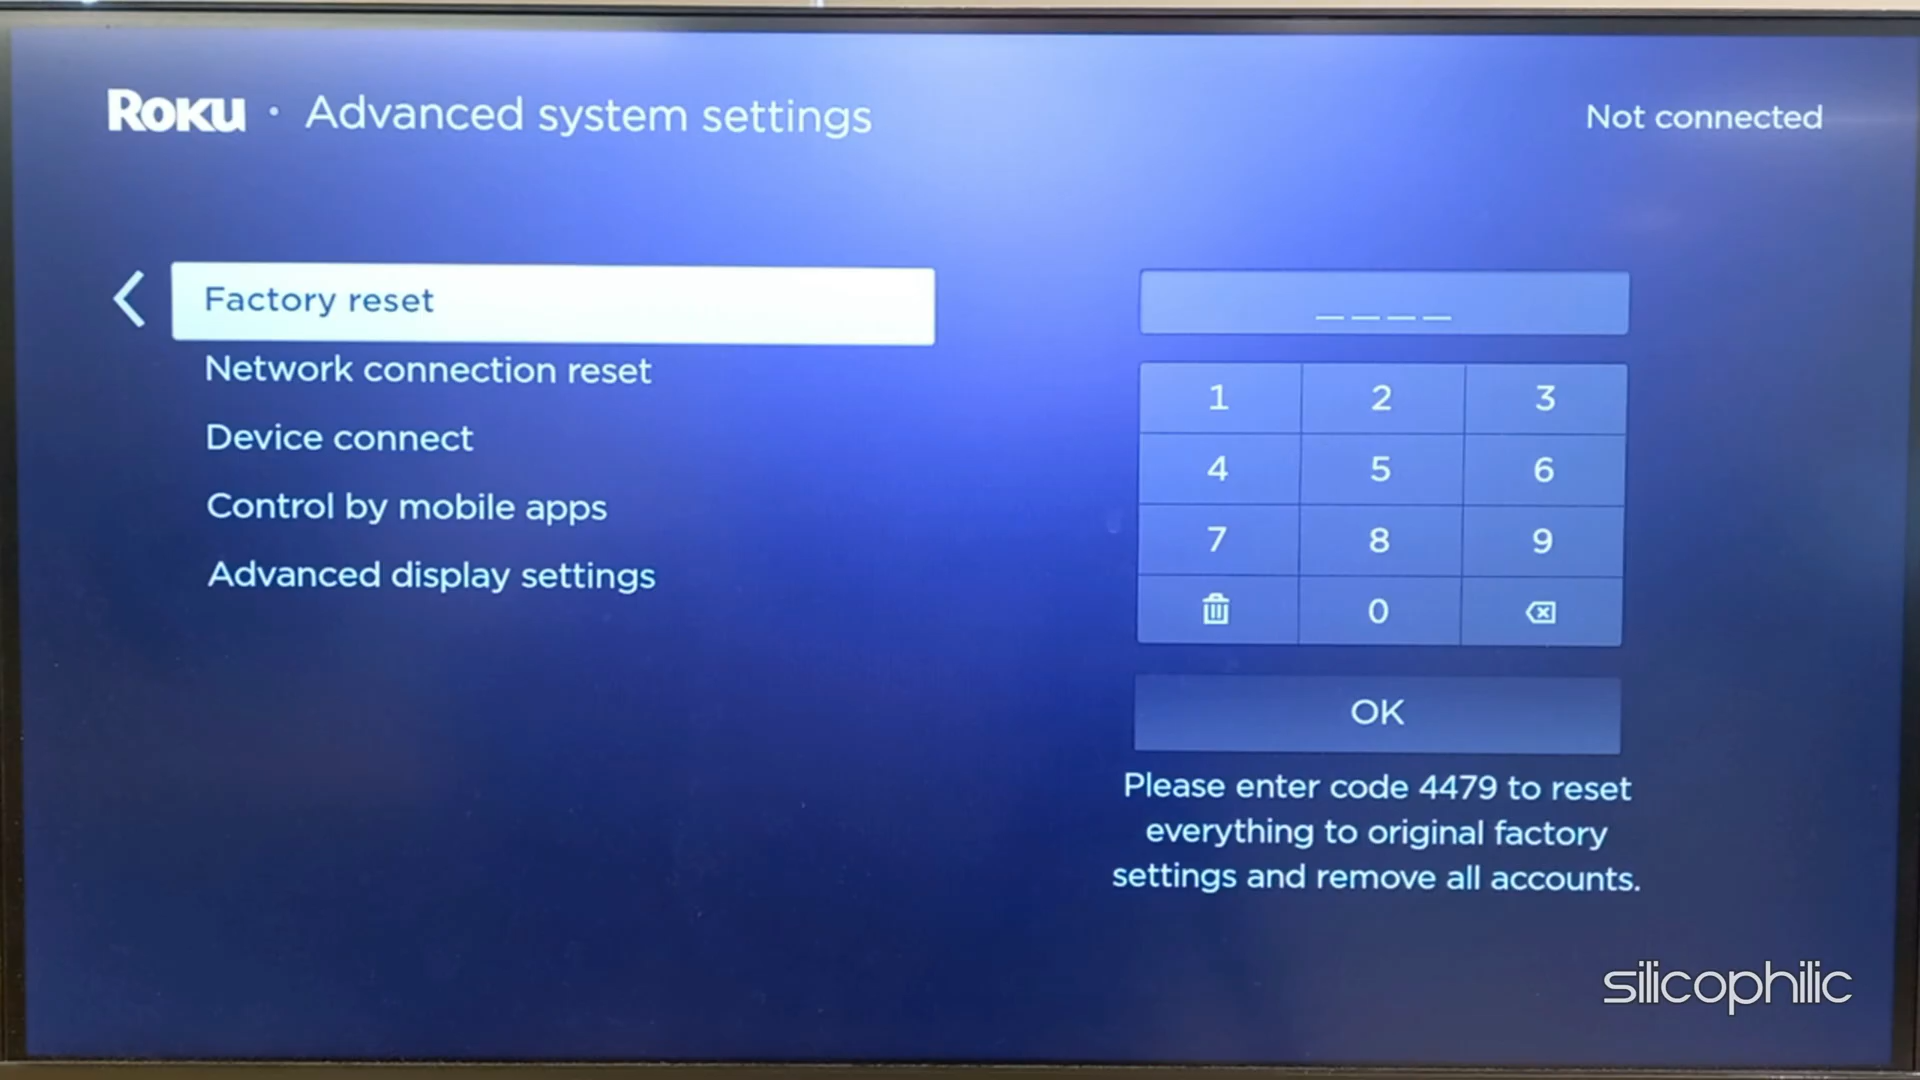 Roku · Advanced system settings
Not connected
Factory reset
Network connection reset
Device connect
Control by mobile apps
Advanced display settings
_ _ _ _
1 2 3
4 5 6
7 8 9
0
OK
Please enter code 4479 to reset
everything to original factory
settings and remove all accounts.
silicophilic